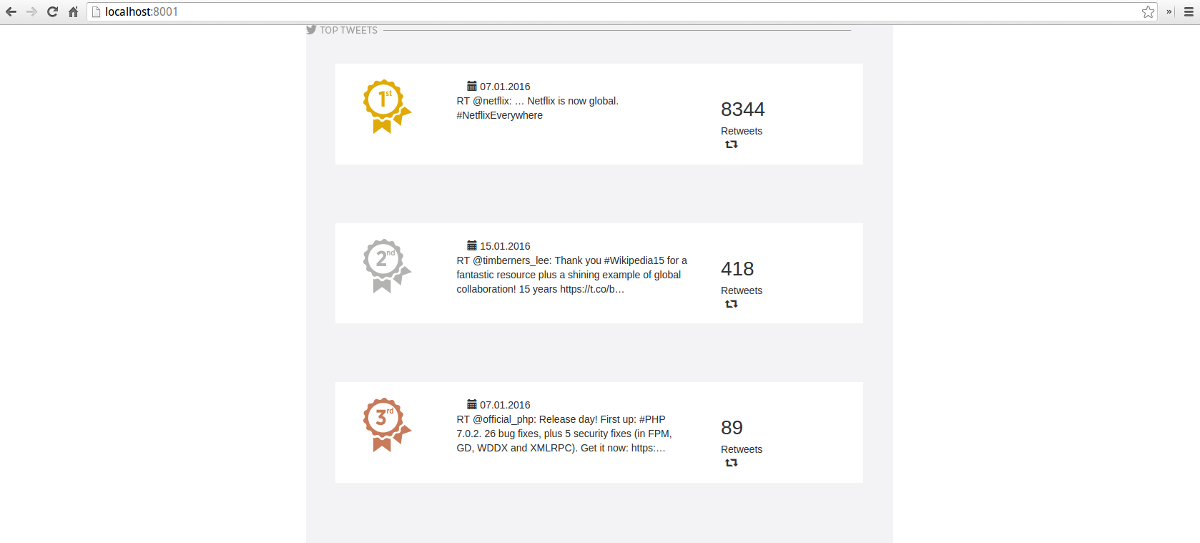 localhost:8001
TOP TWEETS
1st
07.01.2016
RT @netflix: … Netflix is now global.
#NetflixEverywhere
8344
Retweets
2nd
15.01.2016
RT @timberners_lee: Thank you #Wikipedia15 for a
fantastic resource plus a shining example of global
collaboration! 15 years https://t.co/b…
418
Retweets
3rd
07.01.2016
RT @official_php: Release day! First up: #PHP
7.0.2. 26 bug fixes, plus 5 security fixes (in FPM,
GD, WDDX and XMLRPC). Get it now: https:…
89
Retweets